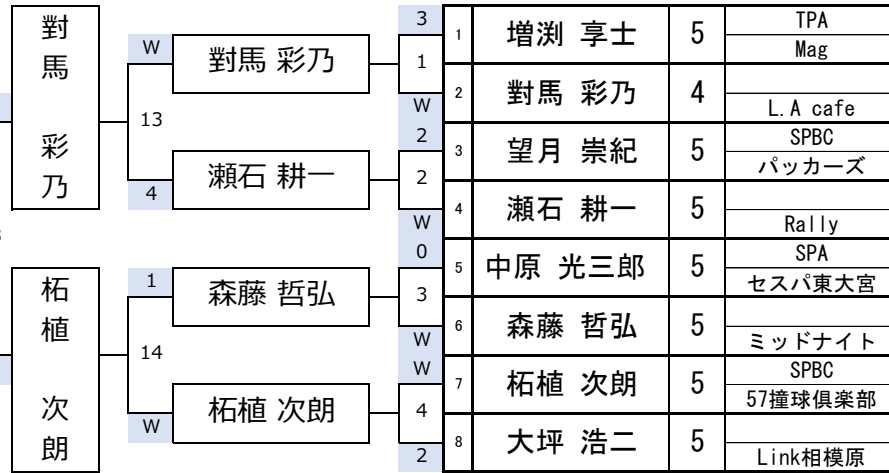 對馬 彩乃
W
13
4
對馬 彩乃
瀬石 耕一
3
1
W
2
2
W
1 増渕 享士 5 TPA
Mag
2 對馬 彩乃 4
L.A cafe
3 望月 崇紀 5 SPBC
パッカーズ
4 瀬石 耕一 5
Rally
柘植 次朗
1
14
W
森藤 哲弘
柘植 次朗
0
3
W
W
4
2
5 中原 光三郎 5 SPA
セスパ東大宮
6 森藤 哲弘 5
ミッドナイト
7 柘植 次朗 5 SPBC
57撞球倶楽部
8 大坪 浩二 5
Link相模原